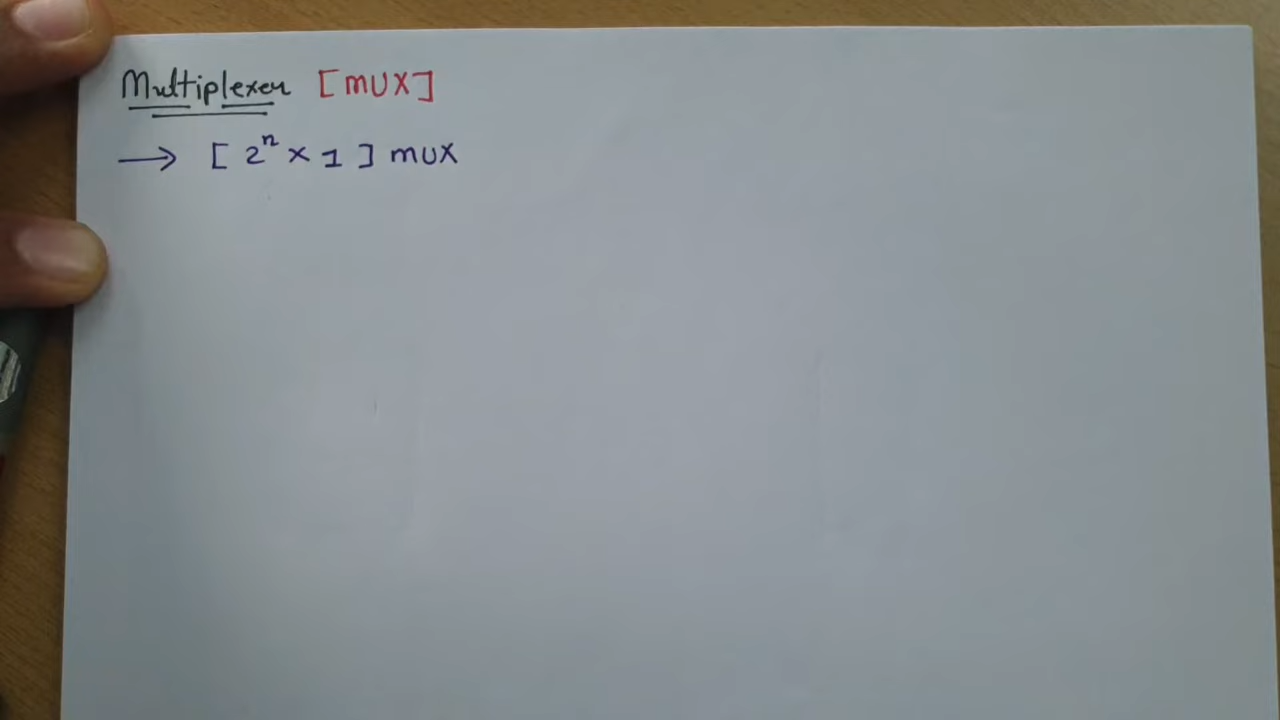 Multiplexer [MUX]
→ [ 2ⁿ × 1 ] MUX